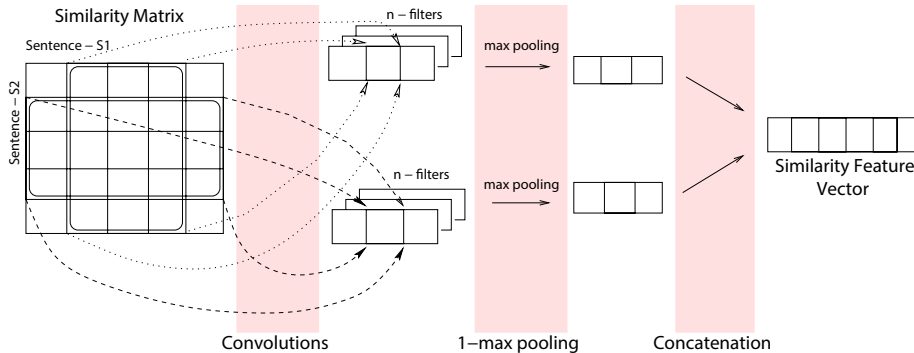 Similarity Matrix
Sentence – S1
Sentence – S2
n – filters
max pooling
n – filters
max pooling
Similarity Feature
Vector
Convolutions
1–max pooling
Concatenation